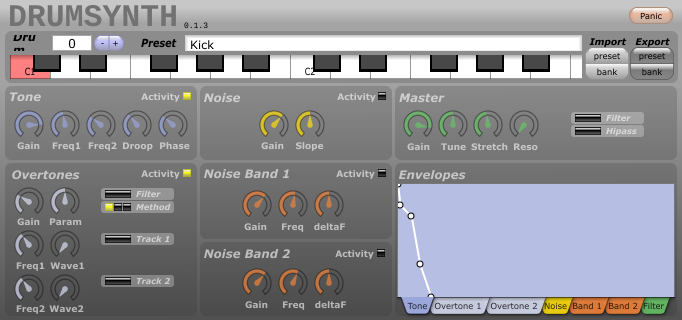 DRUMSYNTH 0.1.3 Panic
Drum 0 - + Preset Kick Import Export
preset preset
bank bank
C1 C2
Tone Activity
Gain Freq1 Freq2 Droop Phase
Noise Activity
Gain Slope
Master
Gain Tune Stretch Reso
Filter
Hipass
Overtones Activity
Gain Param
Filter
Method
Freq1 Wave1
Track 1
Freq2 Wave2
Track 2
Noise Band 1 Activity
Gain Freq deltaF
Noise Band 2 Activity
Gain Freq deltaF
Envelopes
Tone Overtone 1 Overtone 2 Noise Band 1 Band 2 Filter